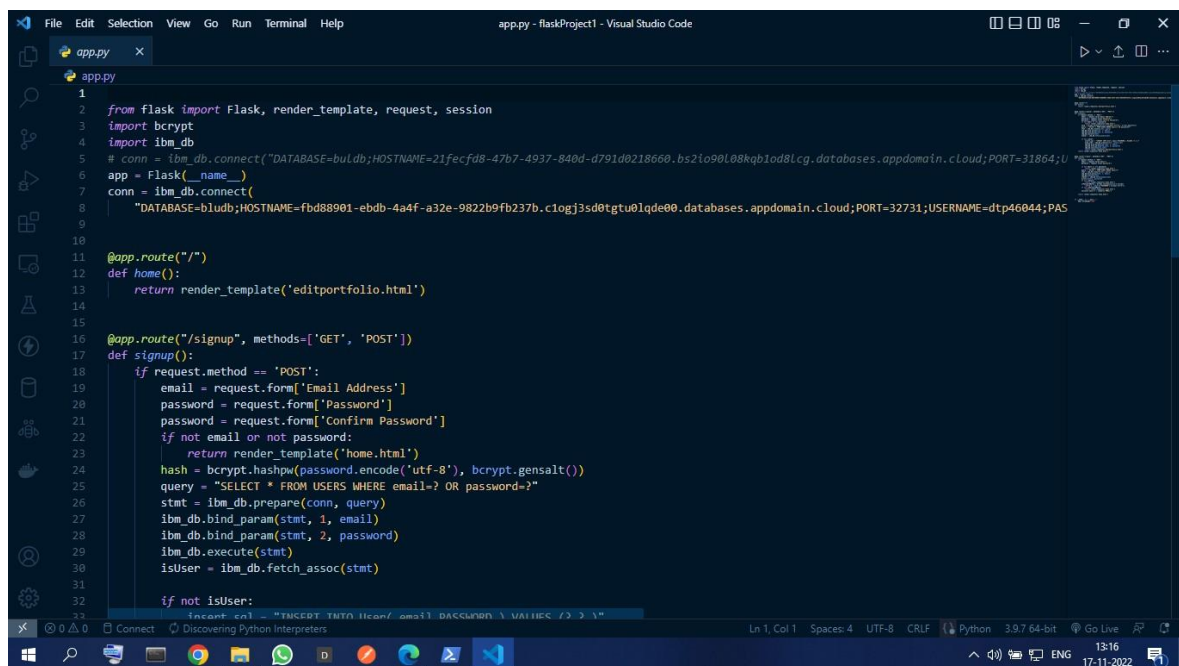 File Edit Selection View Go Run Terminal Help app.py - flaskProject1 - Visual Studio Code
app.py
app.py
1
2 from flask import Flask, render_template, request, session
3 import bcrypt
4 import ibm_db
5 # conn = ibm_db.connect("DATABASE=buldb;HOSTNAME=21fecfd8-47b7-4937-840d-d791d0218660.bs2io90l08kqb1od8lcg.databases.appdomain.cloud;PORT=31864;U
6 app = Flask(__name__)
7 conn = ibm_db.connect(
8 "DATABASE=bludb;HOSTNAME=fbd88901-ebdb-4a4f-a32e-9822b9fb237b.c1ogj3sd0tgtu0lqde00.databases.appdomain.cloud;PORT=32731;USERNAME=dtp46044;PAS
9
10
11 @app.route("/")
12 def home():
13 return render_template('editportfolio.html')
14
15
16 @app.route("/signup", methods=['GET', 'POST'])
17 def signup():
18 if request.method == 'POST':
19 email = request.form['Email Address']
20 password = request.form['Password']
21 password = request.form['Confirm Password']
22 if not email or not password:
23 return render_template('home.html')
24 hash = bcrypt.hashpw(password.encode('utf-8'), bcrypt.gensalt())
25 query = "SELECT * FROM USERS WHERE email=? OR password=?"
26 stmt = ibm_db.prepare(conn, query)
27 ibm_db.bind_param(stmt, 1, email)
28 ibm_db.bind_param(stmt, 2, password)
29 ibm_db.execute(stmt)
30 isUser = ibm_db.fetch_assoc(stmt)
31
32 if not isUser:
33 insert_sql = "INSERT INTO User( email PASSWORD ) VALUES (? ? )"
0 0 Connect Discovering Python Interpreters Ln 1, Col 1 Spaces: 4 UTF-8 CRLF Python 3.9.7 64-bit Go Live
D ENG 13:16
17-11-2022